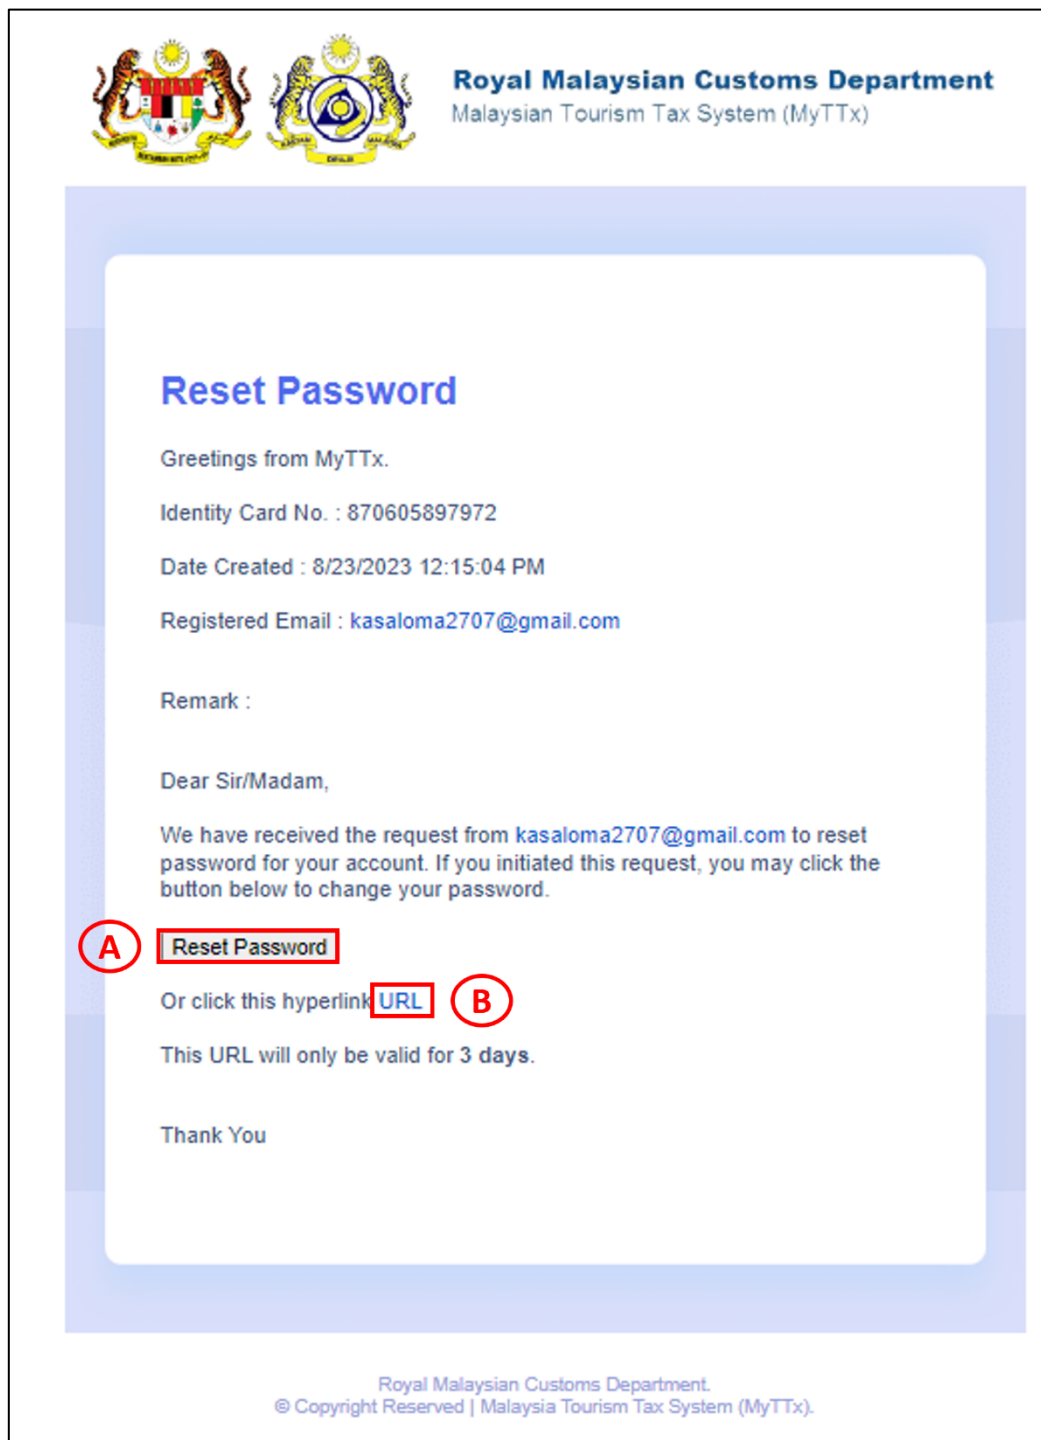 Royal Malaysian Customs Department
Malaysian Tourism Tax System (MyTTx)
Reset Password
Greetings from MyTTx.
Identity Card No. : 870605897972
Date Created : 8/23/2023 12:15:04 PM
Registered Email : kasaloma2707@gmail.com
Remark :
Dear Sir/Madam,
We have received the request from kasaloma2707@gmail.com to reset
password for your account. If you initiated this request, you may click the
button below to change your password.
A Reset Password
Or click this hyperlink URL B
This URL will only be valid for 3 days.
Thank You
Royal Malaysian Customs Department.
© Copyright Reserved | Malaysia Tourism Tax System (MyTTx).